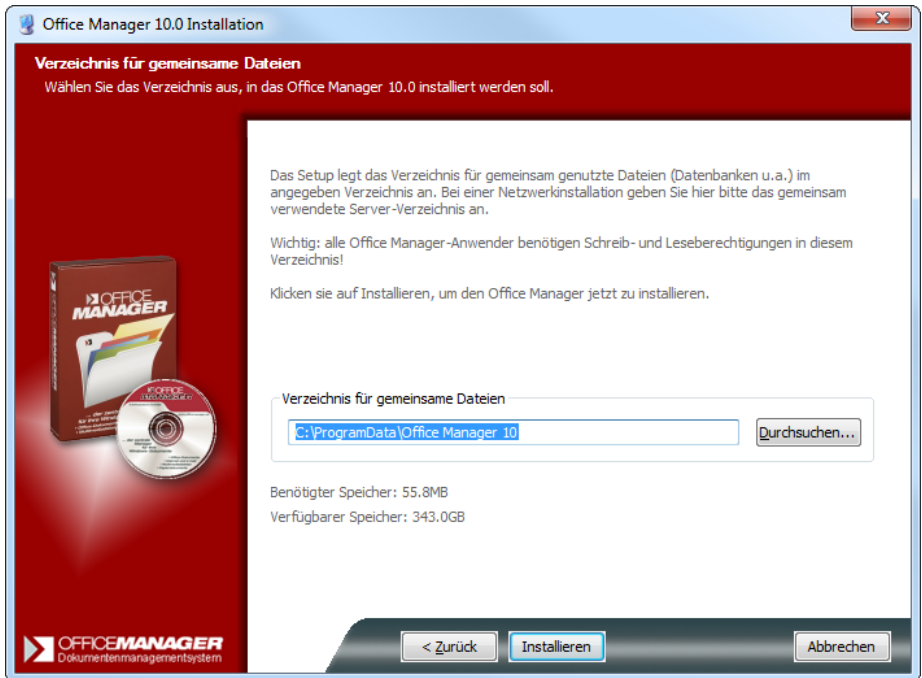 Office Manager 10.0 Installation
Verzeichnis für gemeinsame Dateien
Wählen Sie das Verzeichnis aus, in das Office Manager 10.0 installiert werden soll.
Das Setup legt das Verzeichnis für gemeinsam genutzte Dateien (Datenbanken u.a.) im
angegeben Verzeichnis an. Bei einer Netzwerkinstallation geben Sie hier bitte das gemeinsam
verwendete Server-Verzeichnis an.
Wichtig: alle Office Manager-Anwender benötigen Schreib- und Leseberechtigungen in diesem
Verzeichnis!
Klicken sie auf Installieren, um den Office Manager jetzt zu installieren.
OFFICE
MANAGER
Verzeichnis für gemeinsame Dateien
C:\ProgramData\Office Manager 10
Durchsuchen...
Benötigter Speicher: 55.8MB
Verfügbarer Speicher: 343.0GB
OFFICEMANAGER
Dokumentenmanagementsystem
< Zurück
Installieren
Abbrechen